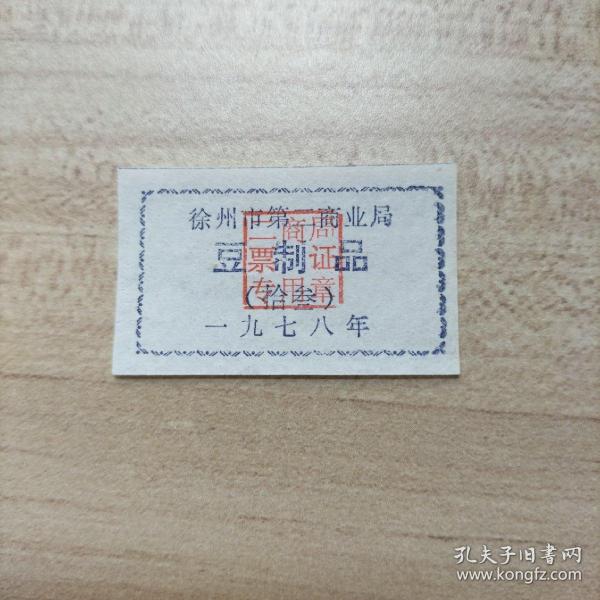 徐州市第二商业局
豆制品
(拾叁)
一九七八年
二商局
票证
专用章
孔夫子旧书网
www.kongfz.com